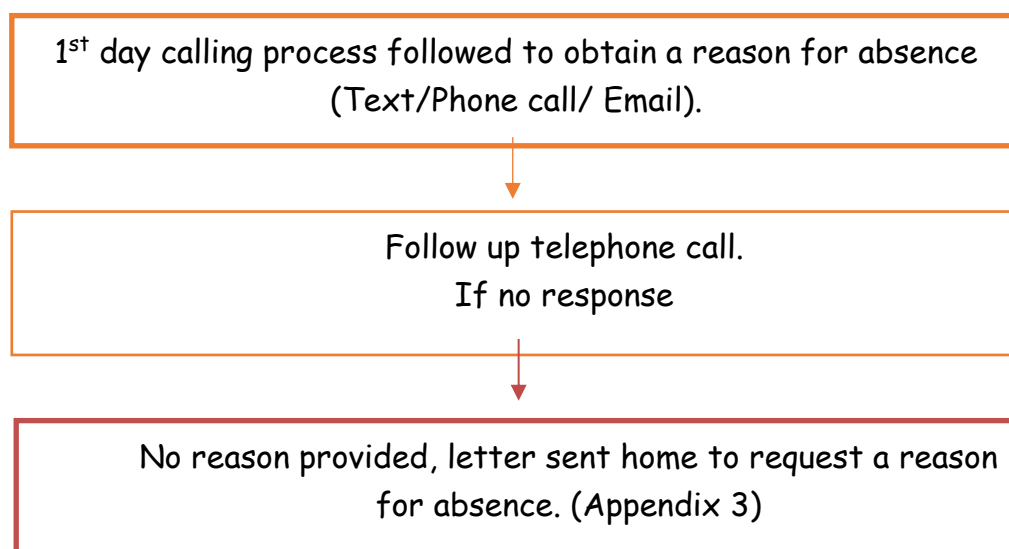 1st day calling process followed to obtain a reason for absence
(Text/Phone call/ Email).
Follow up telephone call.
If no response
No reason provided, letter sent home to request a reason
for absence. (Appendix 3)